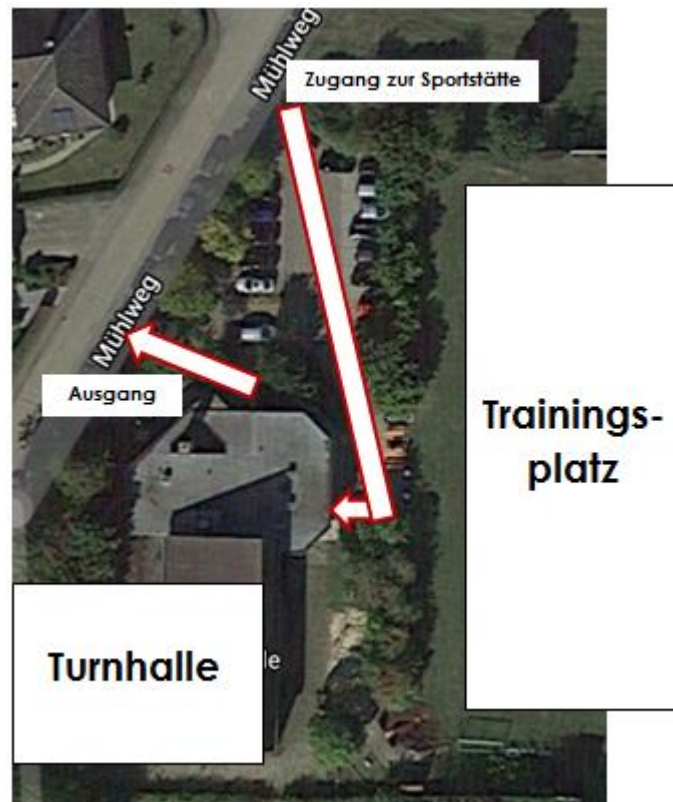 Mühlweg
Zugang zur Sportstätte
Mühlweg
Ausgang
Trainings-
platz
Turnhalle